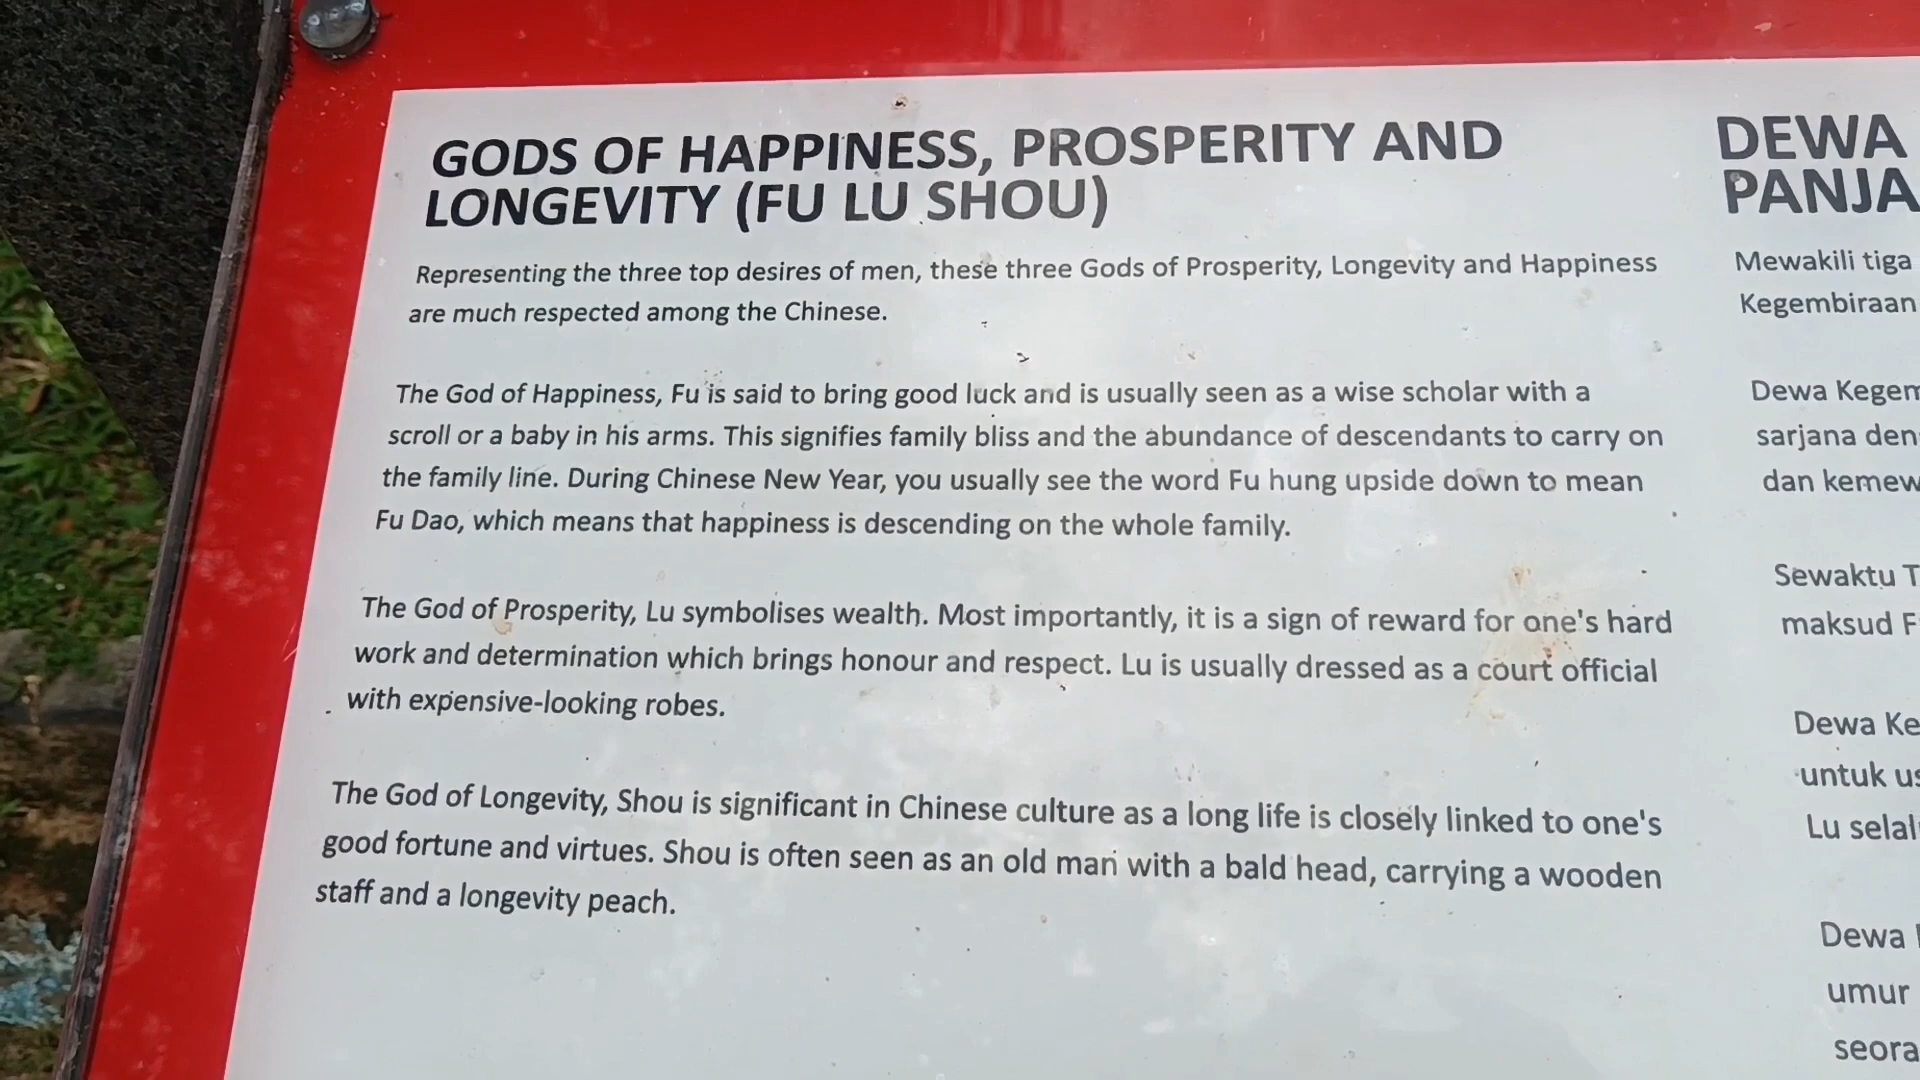 GODS OF HAPPINESS, PROSPERITY AND
LONGEVITY (FU LU SHOU)
Representing the three top desires of men, these three Gods of Prosperity, Longevity and Happiness
are much respected among the Chinese.
The God of Happiness, Fu is said to bring good luck and is usually seen as a wise scholar with a
scroll or a baby in his arms. This signifies family bliss and the abundance of descendants to carry on
the family line. During Chinese New Year, you usually see the word Fu hung upside down to mean
Fu Dao, which means that happiness is descending on the whole family.
The God of Prosperity, Lu symbolises wealth. Most importantly, it is a sign of reward for one's hard
work and determination which brings honour and respect. Lu is usually dressed as a court official
with expensive-looking robes.
The God of Longevity, Shou is significant in Chinese culture as a long life is closely linked to one's
good fortune and virtues. Shou is often seen as an old man with a bald head, carrying a wooden
staff and a longevity peach.
DEWA
PANJA
Mewakili tiga
Kegembiraan
Dewa Kegem
sarjana den
dan kemew
Sewaktu T
maksud F
Dewa Ke
untuk us
Lu selal
Dewa
umur
seora